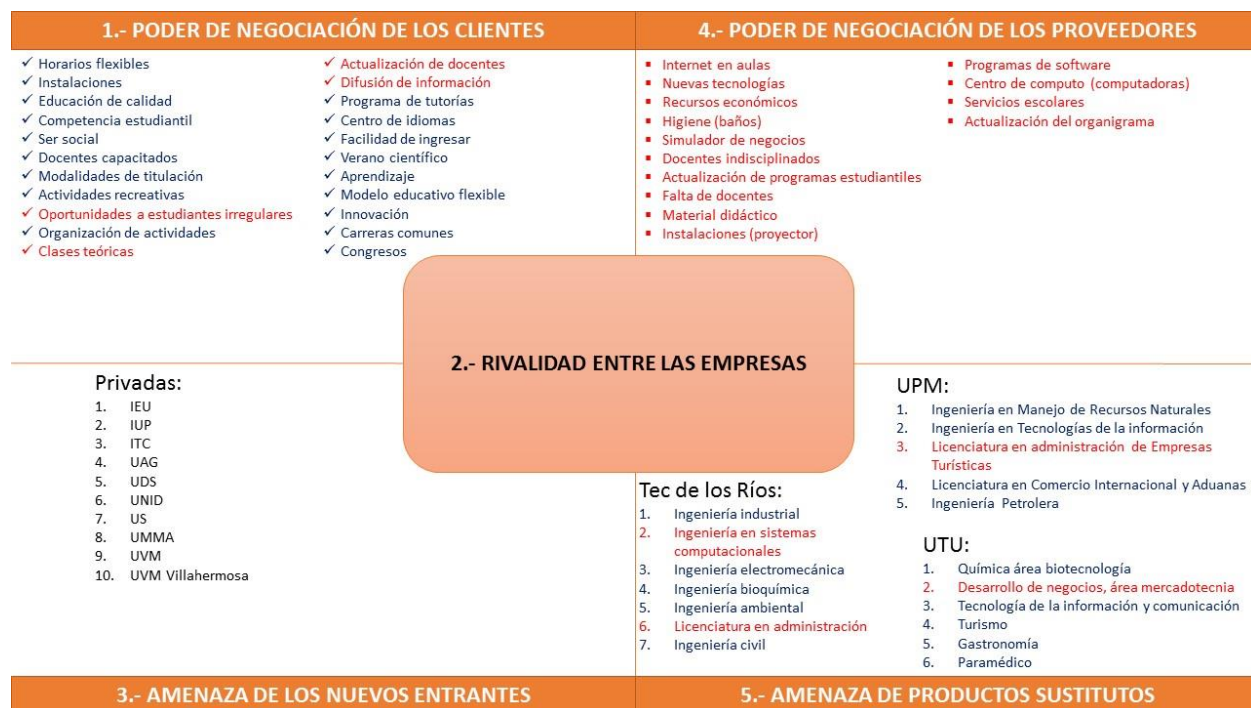 1.- PODER DE NEGOCIACIÓN DE LOS CLIENTES
✓ Horarios flexibles
✓ Instalaciones
✓ Educación de calidad
✓ Competencia estudiantil
✓ Ser social
✓ Docentes capacitados
✓ Modalidades de titulación
✓ Actividades recreativas
✓ Oportunidades a estudiantes irregulares
✓ Organización de actividades
✓ Clases teóricas
✓ Actualización de docentes
✓ Difusión de información
✓ Programa de tutorías
✓ Centro de idiomas
✓ Facilidad de ingresar
✓ Verano científico
✓ Aprendizaje
✓ Modelo educativo flexible
✓ Innovación
✓ Carreras comunes
✓ Congresos
4.- PODER DE NEGOCIACIÓN DE LOS PROVEEDORES
▪ Internet en aulas
▪ Nuevas tecnologías
▪ Recursos económicos
▪ Higiene (baños)
▪ Simulador de negocios
▪ Docentes indisciplinados
▪ Actualización de programas estudiantiles
▪ Falta de docentes
▪ Material didáctico
▪ Instalaciones (proyector)
▪ Programas de software
▪ Centro de computo (computadoras)
▪ Servicios escolares
▪ Actualización del organigrama
2.- RIVALIDAD ENTRE LAS EMPRESAS
Privadas:
1. IEU
2. IUP
3. ITC
4. UAG
5. UDS
6. UNID
7. US
8. UMMA
9. UVM
10. UVM Villahermosa
Tec de los Ríos:
1. Ingeniería industrial
2. Ingeniería en sistemas
computacionales
3. Ingeniería electromecánica
4. Ingeniería bioquímica
5. Ingeniería ambiental
6. Licenciatura en administración
7. Ingeniería civil
UPM:
1. Ingeniería en Manejo de Recursos Naturales
2. Ingeniería en Tecnologías de la información
3. Licenciatura en administración de Empresas
Turísticas
4. Licenciatura en Comercio Internacional y Aduanas
5. Ingeniería Petrolera
UTU:
1. Química área biotecnología
2. Desarrollo de negocios, área mercadotecnia
3. Tecnología de la información y comunicación
4. Turismo
5. Gastronomía
6. Paramédico
3.- AMENAZA DE LOS NUEVOS ENTRANTES
5.- AMENAZA DE PRODUCTOS SUSTITUTOS